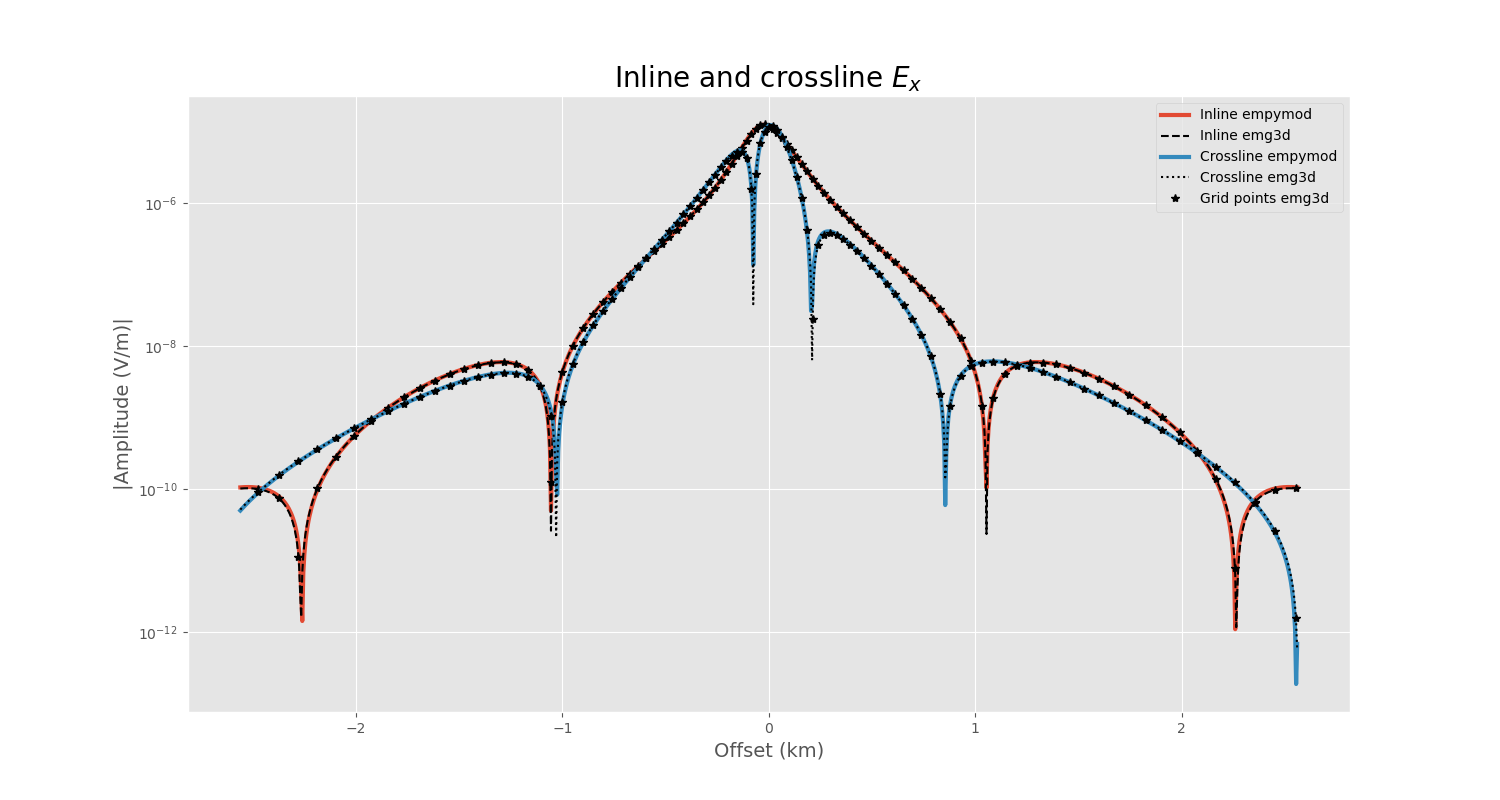 Inline and crossline $E_x$
Inline empymod
Inline emg3d
Crossline empymod
Crossline emg3d
Grid points emg3d
|Amplitude (V/m)|
10⁻⁶
10⁻⁸
10⁻¹⁰
10⁻¹²
−2 −1 0 1 2
Offset (km)